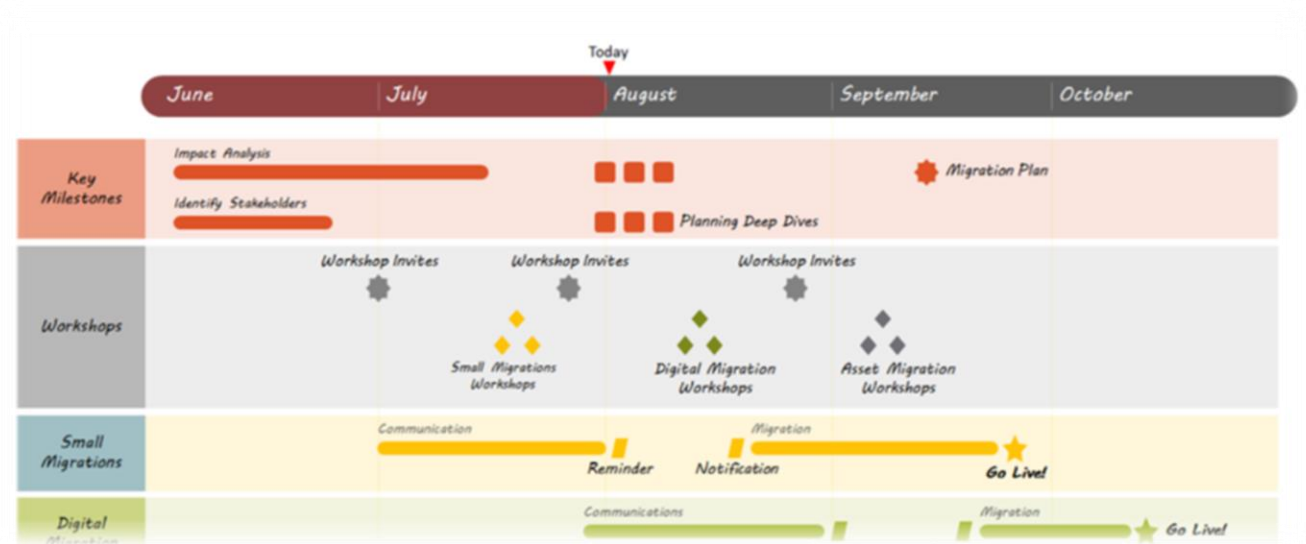 Today
June July August September October
Key
Milestones
Impact Analysis
Migration Plan
Identify Stakeholders
Planning Deep Dives
Workshops
Workshop Invites Workshop Invites Workshop Invites
Small Migrations
Workshops
Digital Migration
Workshops
Asset Migration
Workshops
Small
Migrations
Communication Migration
Reminder Notification Go Live!
Digital
Migration
Communications Migration
Go Live!